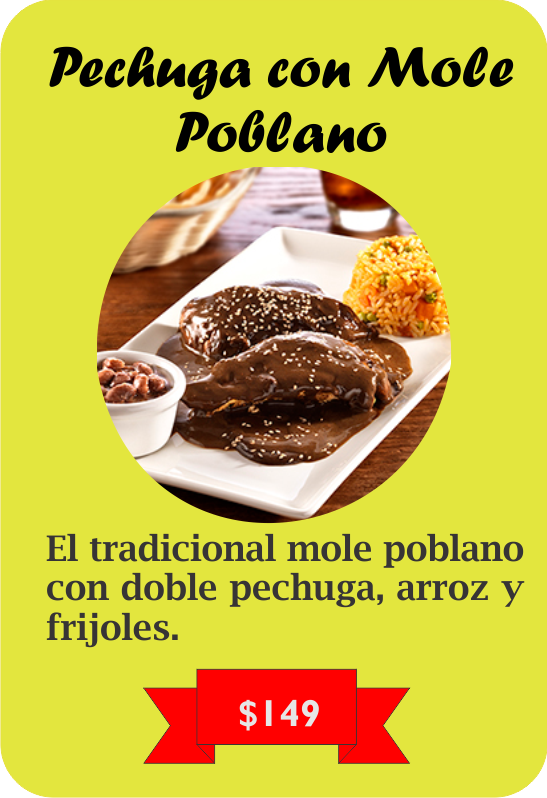 Pechuga con Mole
Poblano
El tradicional mole poblano
con doble pechuga, arroz y
frijoles.
$149